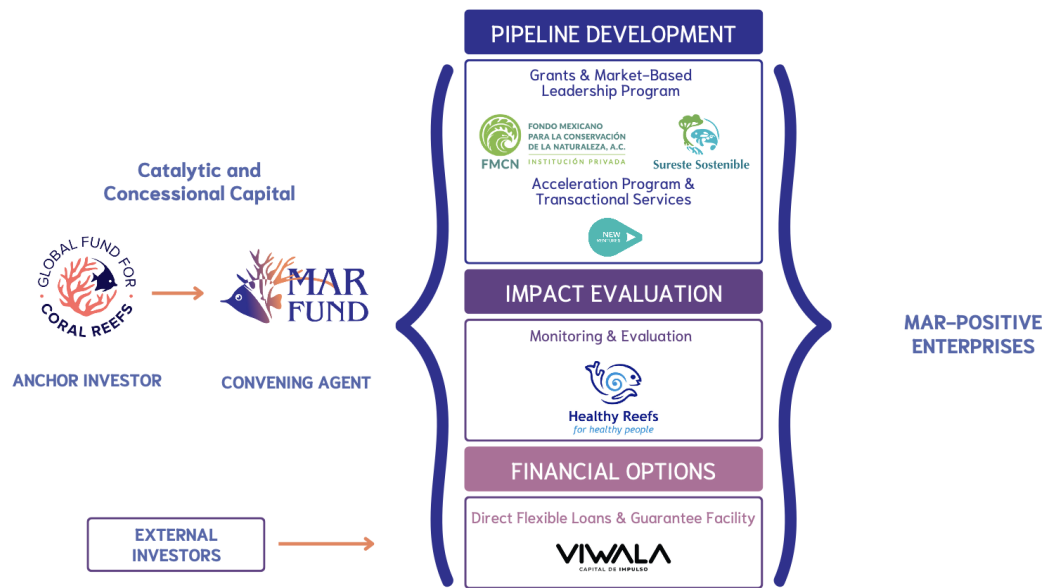 PIPELINE DEVELOPMENT
Grants & Market-Based
Leadership Program
FONDO MEXICANO
PARA LA CONSERVACIÓN
DE LA NATURALEZA, A.C.
INSTITUCIÓN PRIVADA
FMCN
Sureste Sostenible
Acceleration Program &
Transactional Services
NEW
VENTURES
Catalytic and
Concessional Capital
GLOBAL FUND FOR
CORAL REEFS
MAR
FUND
ANCHOR INVESTOR
CONVENING AGENT
IMPACT EVALUATION
Monitoring & Evaluation
Healthy Reefs
for healthy people
MAR-POSITIVE
ENTERPRISES
FINANCIAL OPTIONS
Direct Flexible Loans & Guarantee Facility
VIWALA
CAPITAL DE IMPULSO
EXTERNAL
INVESTORS